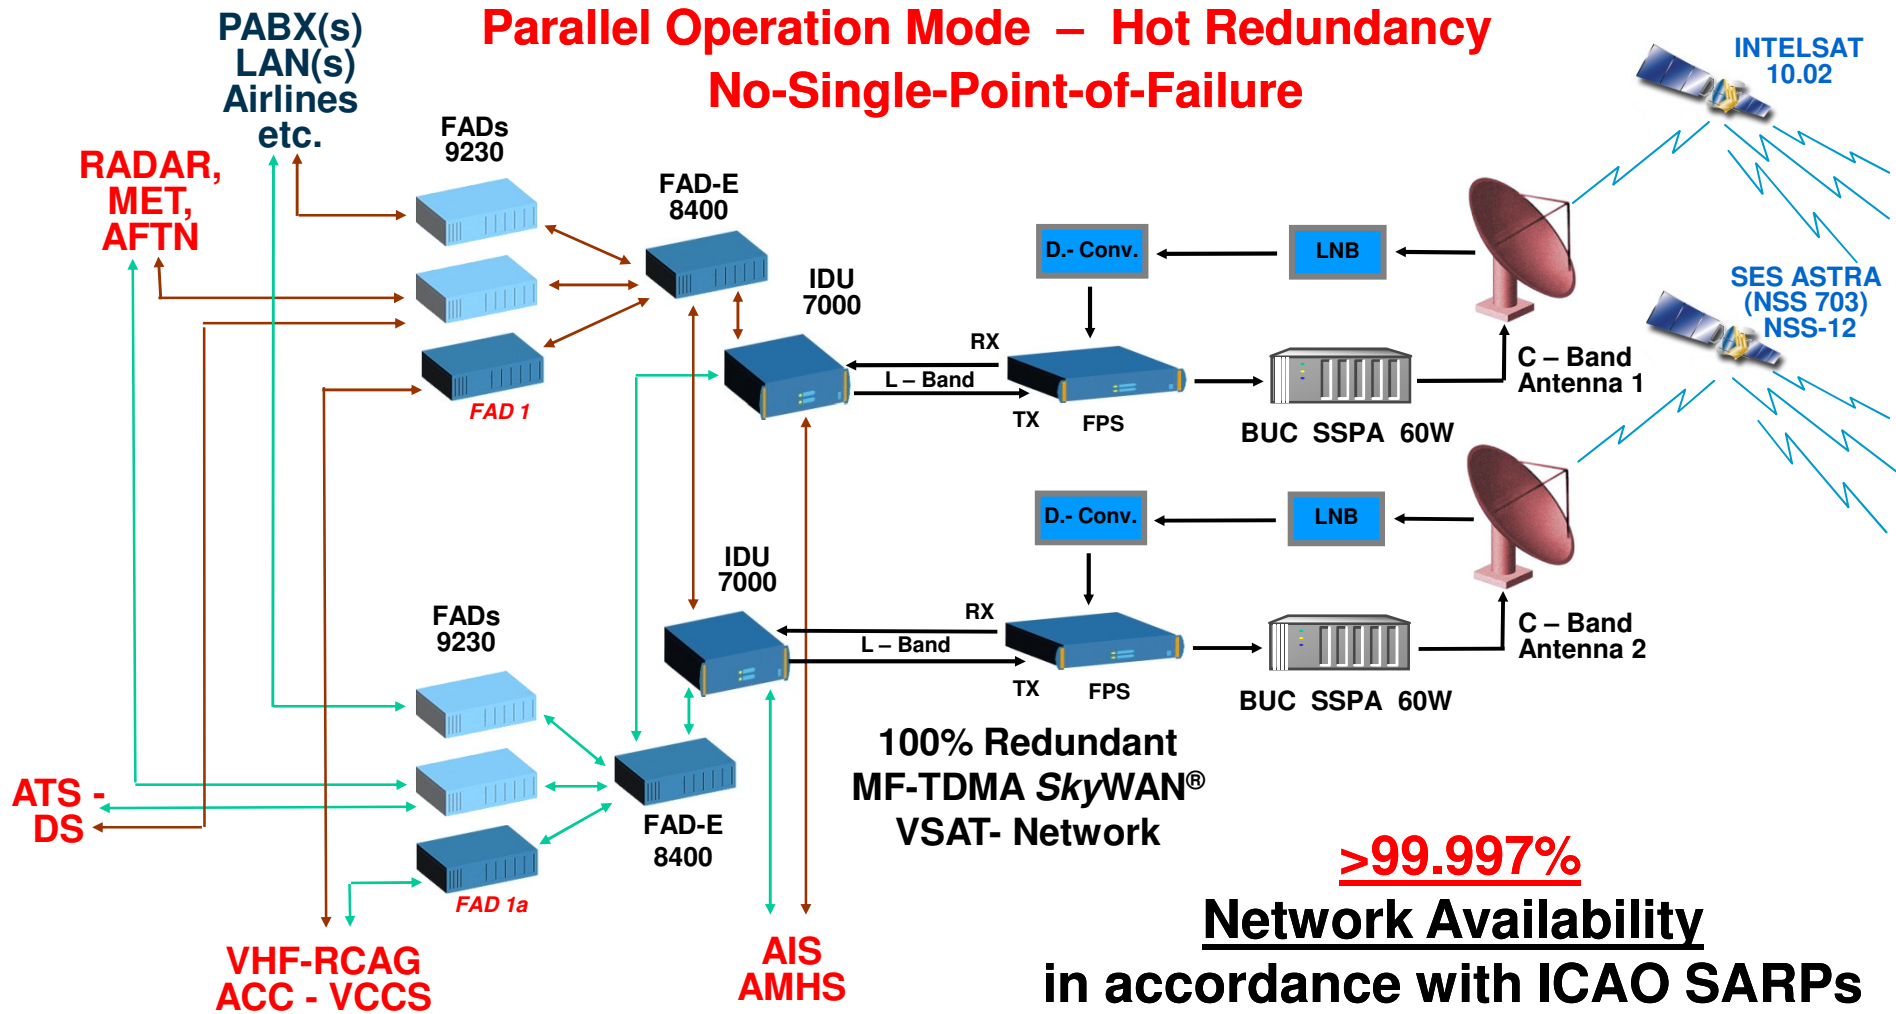 Parallel Operation Mode – Hot Redundancy
No-Single-Point-of-Failure
PABX(s)
LAN(s)
Airlines
etc.
RADAR,
MET,
AFTN
FADs
9230
FAD-E
8400
FAD 1
IDU
7000
RX
L – Band
TX
FPS
D.- Conv.
LNB
BUC SSPA 60W
C – Band
Antenna 1
INTELSAT
10.02
SES ASTRA
(NSS 703)
NSS-12
FADs
9230
IDU
7000
RX
L – Band
TX
FPS
D.- Conv.
LNB
BUC SSPA 60W
C – Band
Antenna 2
FAD-E
8400
FAD 1a
ATS -
DS
VHF-RCAG
ACC - VCCS
AIS
AMHS
100% Redundant
MF-TDMA SkyWAN®
VSAT- Network
>99.997%
Network Availability
in accordance with ICAO SARPs